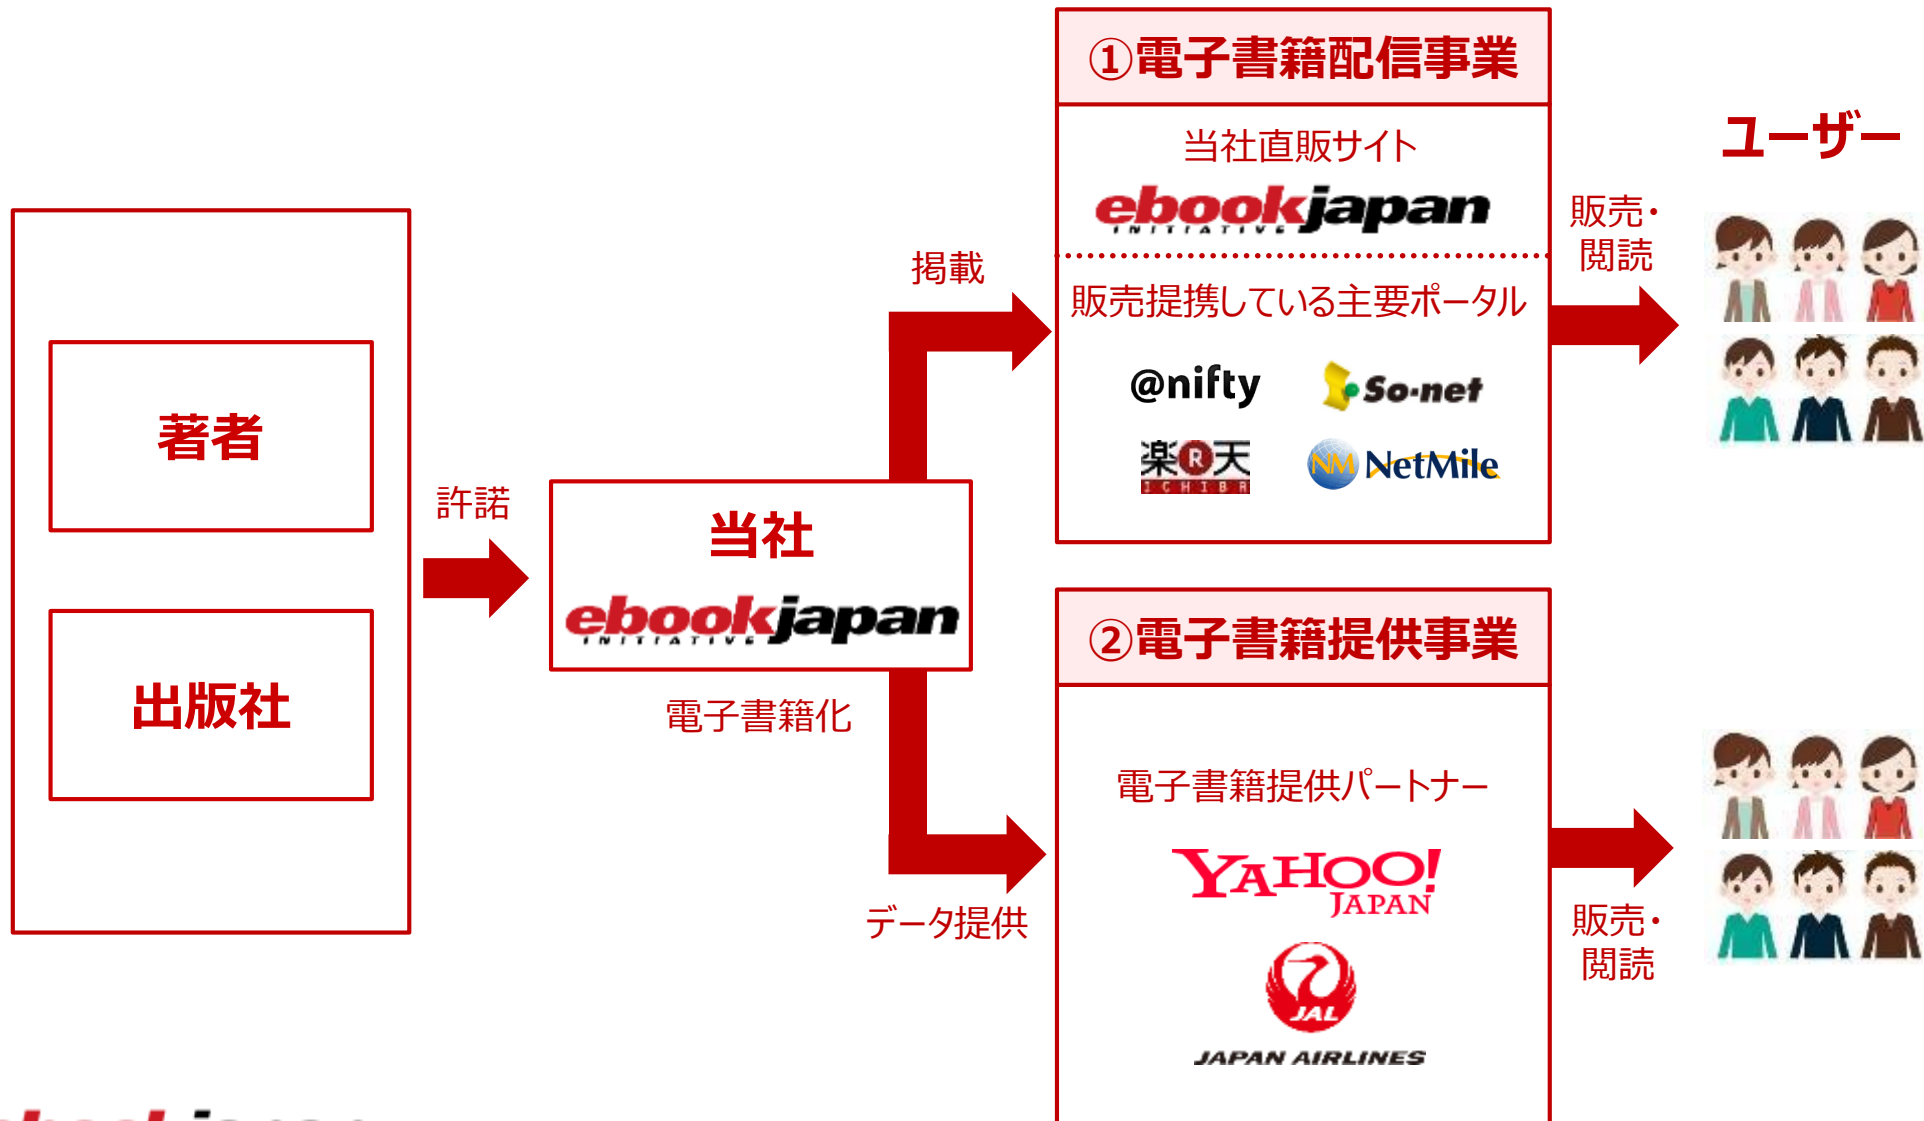 著者
出版社
許諾
当社
ebookjapan
INITIATIVE
電子書籍化
掲載
データ提供
①電子書籍配信事業
当社直販サイト
ebookjapan
INITIATIVE
販売提携している主要ポータル
@nifty
So-net
楽R天
ICHIBA
NM NetMile
②電子書籍提供事業
電子書籍提供パートナー
YAHOO!
JAPAN
JAL
JAPAN AIRLINES
ユーザー
販売・
閲読
販売・
閲読